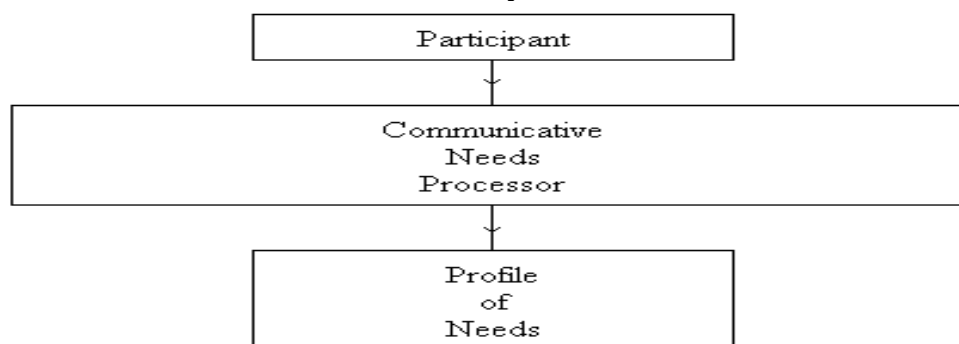 Participant
Communicative
Needs
Processor
Profile
of
Needs